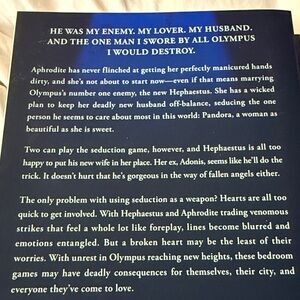 HE WAS MY ENEMY. MY LOVER. MY HUSBAND.
AND THE ONE MAN I SWORE BY ALL OLYMPUS
I WOULD DESTROY.
Aphrodite has never flinched at getting her perfectly manicured hands
dirty, and she's not about to start now—even if that means marrying
Olympus's number one enemy, the new Hephaestus. She has a wicked
plan to keep her deadly new husband off-balance, seducing the one
person he seems to care about most in this world: Pandora, a woman as
beautiful as she is sweet.
Two can play the seduction game, however, and Hephaestus is all too
happy to put his new wife in her place. Her ex, Adonis, seems like he'll do the
trick. It doesn't hurt that he's gorgeous in the way of fallen angels either.
The only problem with using seduction as a weapon? Hearts are all too
quick to get involved. With Hephaestus and Aphrodite trading venomous
strikes that feel a whole lot like foreplay, lines become blurred and
emotions entangled. But a broken heart may be the least of their
worries. With unrest in Olympus reaching new heights, these bedroom
games may have deadly consequences for themselves, their city, and
everyone they've come to love.